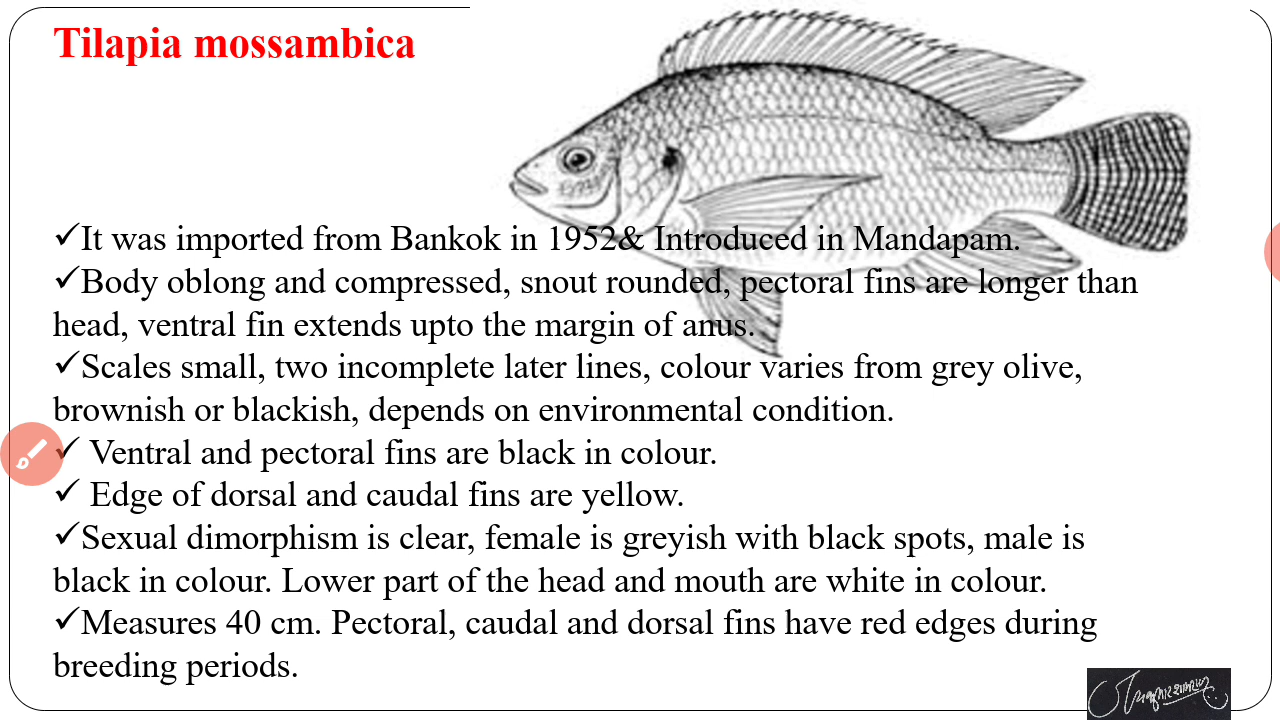 Tilapia mossambica
✓It was imported from Bankok in 1952& Introduced in Mandapam.
✓Body oblong and compressed, snout rounded, pectoral fins are longer than
head, ventral fin extends upto the margin of anus.
✓Scales small, two incomplete later lines, colour varies from grey olive,
brownish or blackish, depends on environmental condition.
✓ Ventral and pectoral fins are black in colour.
✓ Edge of dorsal and caudal fins are yellow.
✓Sexual dimorphism is clear, female is greyish with black spots, male is
black in colour. Lower part of the head and mouth are white in colour.
✓Measures 40 cm. Pectoral, caudal and dorsal fins have red edges during
breeding periods.